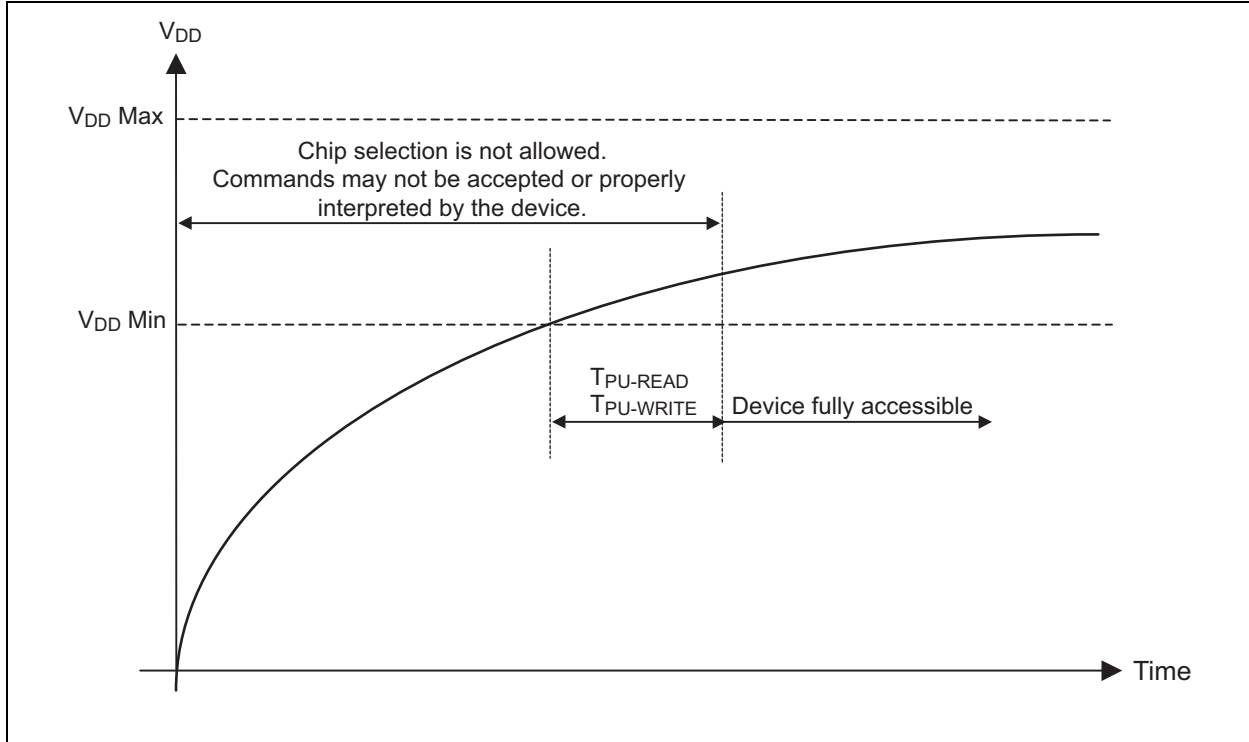 VDD
VDD Max
Chip selection is not allowed.
Commands may not be accepted or properly
interpreted by the device.
VDD Min
TPU-READ
TPU-WRITE
Device fully accessible
Time